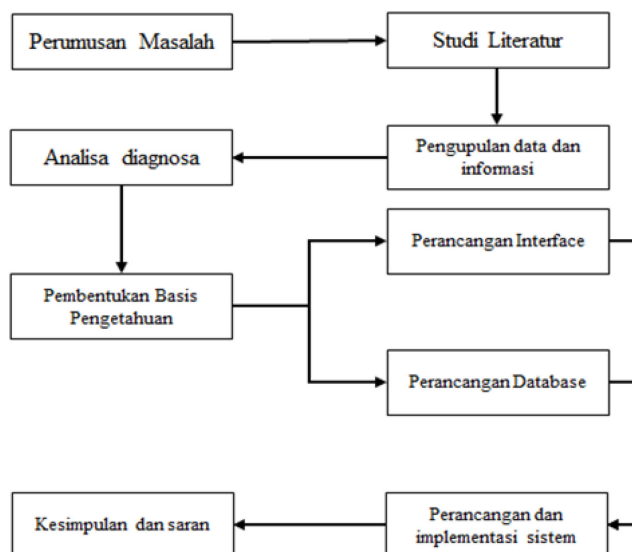 Perumusan Masalah
Studi Literatur
Pengupulan data dan
informasi
Analisa diagnosa
Pembentukan Basis
Pengetahuan
Perancangan Interface
Perancangan Database
Perancangan dan
implementasi sistem
Kesimpulan dan saran